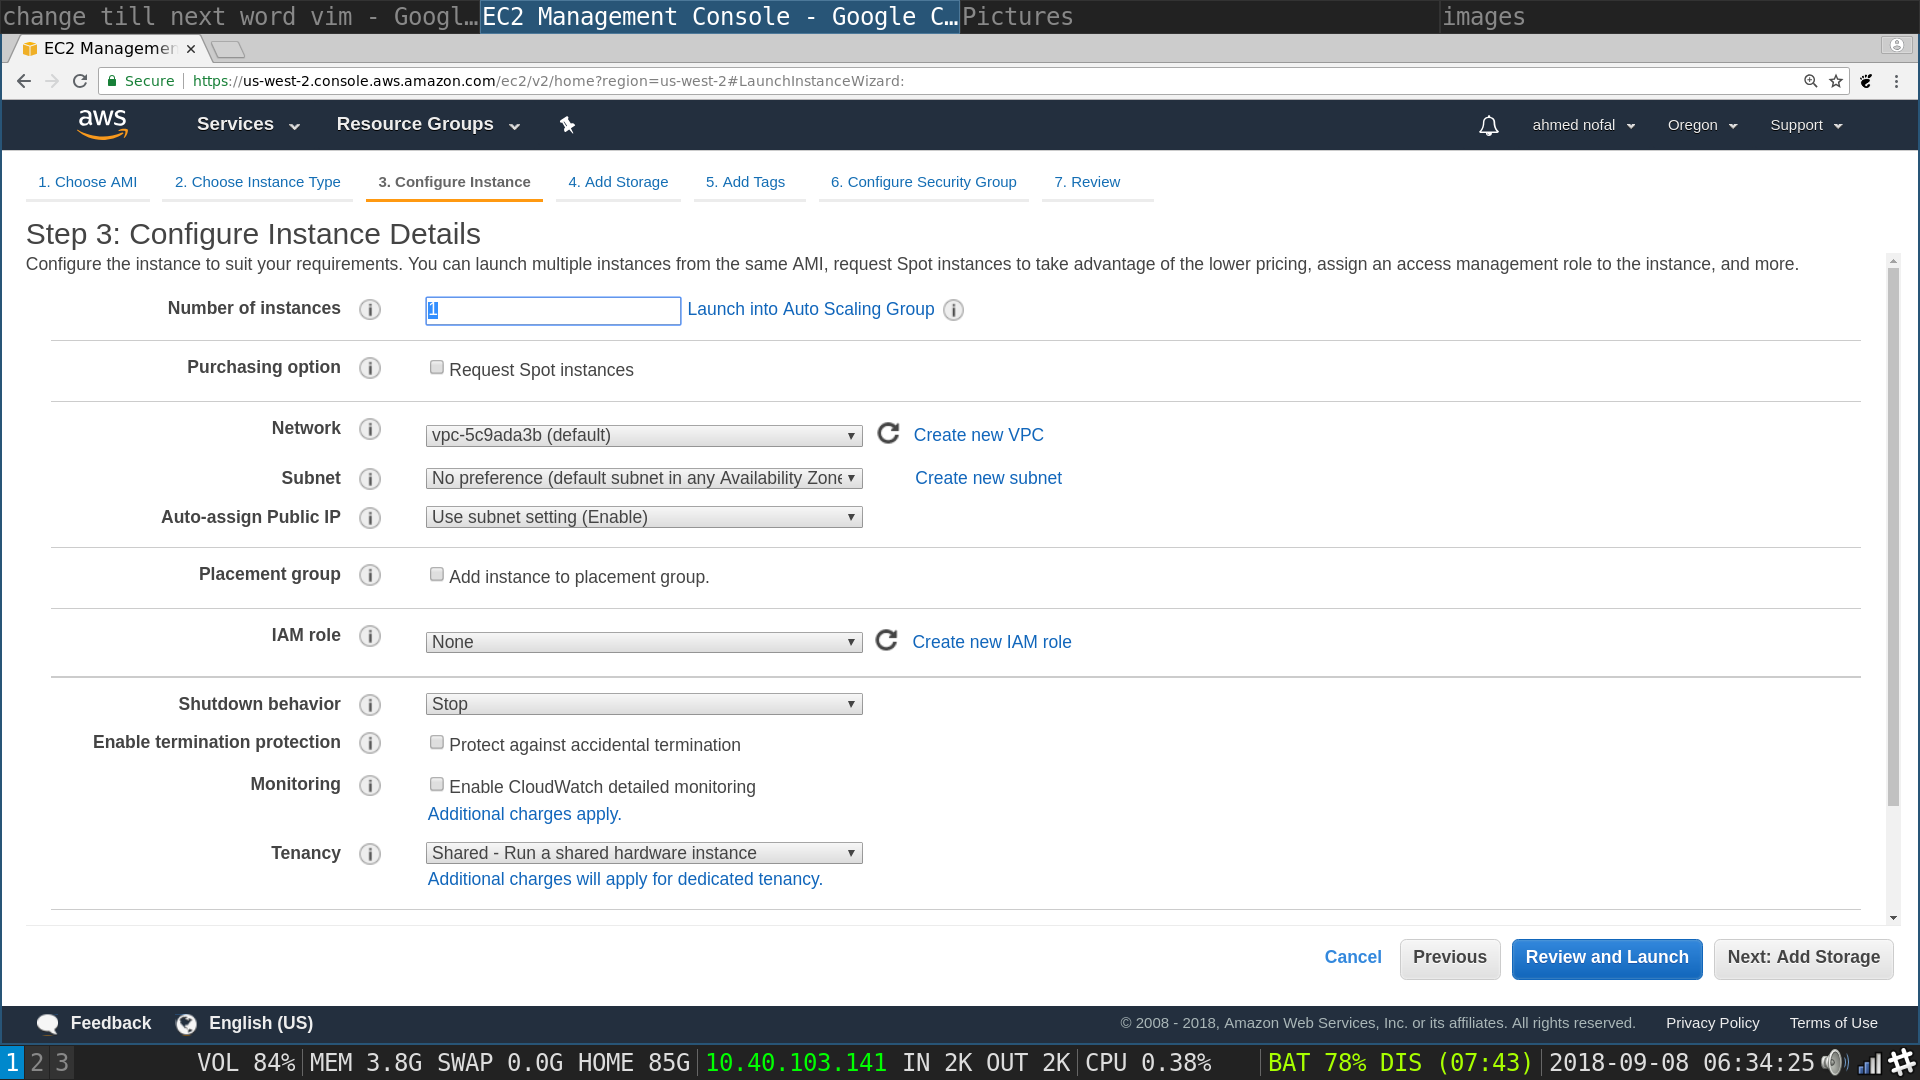 change till next word vim - Googl… EC2 Management Console - Google C… Pictures images
EC2 Managemen
Secure https://us-west-2.console.aws.amazon.com/ec2/v2/home?region=us-west-2#LaunchInstanceWizard:
aws Services Resource Groups ahmed nofal Oregon Support
1. Choose AMI 2. Choose Instance Type 3. Configure Instance 4. Add Storage 5. Add Tags 6. Configure Security Group 7. Review
Step 3: Configure Instance Details
Configure the instance to suit your requirements. You can launch multiple instances from the same AMI, request Spot instances to take advantage of the lower pricing, assign an access management role to the instance, and more.
Number of instances 1 Launch into Auto Scaling Group
Purchasing option Request Spot instances
Network vpc-5c9ada3b (default) Create new VPC
Subnet No preference (default subnet in any Availability Zone Create new subnet
Auto-assign Public IP Use subnet setting (Enable)
Placement group Add instance to placement group.
IAM role None Create new IAM role
Shutdown behavior Stop
Enable termination protection Protect against accidental termination
Monitoring Enable CloudWatch detailed monitoring
Additional charges apply.
Tenancy Shared - Run a shared hardware instance
Additional charges will apply for dedicated tenancy.
Cancel Previous Review and Launch Next: Add Storage
Feedback English (US) © 2008 - 2018, Amazon Web Services, Inc. or its affiliates. All rights reserved. Privacy Policy Terms of Use
1 2 3 VOL 84% MEM 3.8G SWAP 0.0G HOME 85G 10.40.103.141 IN 2K OUT 2K CPU 0.38% BAT 78% DIS (07:43) 2018-09-08 06:34:25